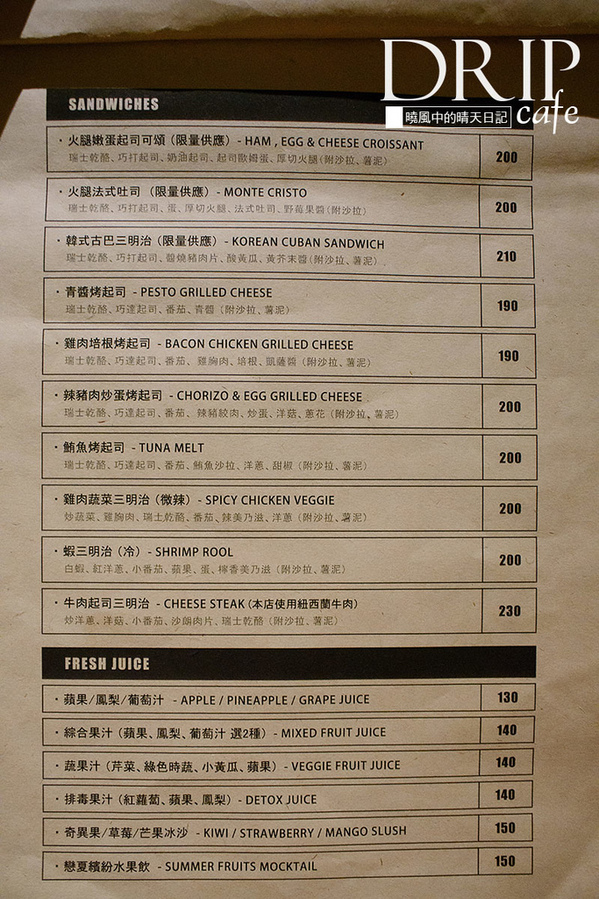 DRIP
曉風中的晴天日記
cafe
SANDWICHES
・火腿嫩蛋起司可頌（限量供應）- HAM , EGG & CHEESE CROISSANT 200
瑞士乾酪、巧打起司、奶油起司、起司歐姆蛋、厚切火腿(附沙拉、薯泥)
・火腿法式吐司 （限量供應）- MONTE CRISTO 200
瑞士乾酪、巧打起司、蛋、厚切火腿、法式吐司、野莓果醬(附沙拉)
・韓式古巴三明治（限量供應）- KOREAN CUBAN SANDWICH 210
瑞士乾酪、巧打起司、醬燒豬肉片、酸黃瓜、黃芥末醬(附沙拉、薯泥)
・青醬烤起司 - PESTO GRILLED CHEESE 190
瑞士乾酪、巧達起司、番茄、青醬（附沙拉、薯泥）
・雞肉培根烤起司 - BACON CHICKEN GRILLED CHEESE 190
瑞士乾酪、巧達起司、番茄、雞胸肉、培根、凱薩醬（附沙拉、薯泥）
・辣豬肉炒蛋烤起司 - CHORIZO & EGG GRILLED CHEESE 200
瑞士乾酪、巧達起司、番茄、辣豬絞肉、炒蛋、洋菇、蔥花（附沙拉、薯泥）
・鮪魚烤起司 - TUNA MELT 200
瑞士乾酪、巧達起司、番茄、鮪魚沙拉、洋蔥、甜椒（附沙拉、薯泥）
・雞肉蔬菜三明治（微辣）- SPICY CHICKEN VEGGIE 200
炒蔬菜、雞胸肉、瑞士乾酪、番茄、辣美乃滋、洋蔥（附沙拉、薯泥）
・蝦三明治（冷）- SHRIMP ROOL 200
白蝦、紅洋蔥、小番茄、蘋果、蛋、檸香美乃滋（附沙拉、薯泥）
・牛肉起司三明治 - CHEESE STEAK (本店使用紐西蘭牛肉) 230
炒洋蔥、洋菇、小番茄、沙朗肉片、瑞士乾酪（附沙拉、薯泥）
FRESH JUICE
・蘋果/鳳梨/葡萄汁 - APPLE / PINEAPPLE / GRAPE JUICE 130
・綜合果汁（蘋果、鳳梨、葡萄汁 選2種）- MIXED FRUIT JUICE 140
・蔬果汁（芹菜、綠色時蔬、小黃瓜、蘋果）- VEGGIE FRUIT JUICE 140
・排毒果汁（紅蘿蔔、蘋果、鳳梨）- DETOX JUICE 140
・奇異果/草莓/芒果冰沙 - KIWI / STRAWBERRY / MANGO SLUSH 150
・戀夏繽紛水果飲 - SUMMER FRUITS MOCKTAIL 150